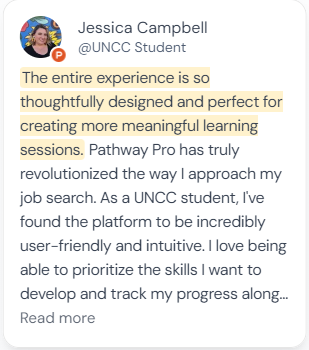 Jessica Campbell
@UNCC Student
The entire experience is so
thoughtfully designed and perfect for
creating more meaningful learning
sessions. Pathway Pro has truly
revolutionized the way I approach my
job search. As a UNCC student, I've
found the platform to be incredibly
user-friendly and intuitive. I love being
able to prioritize the skills I want to
develop and track my progress along...
Read more